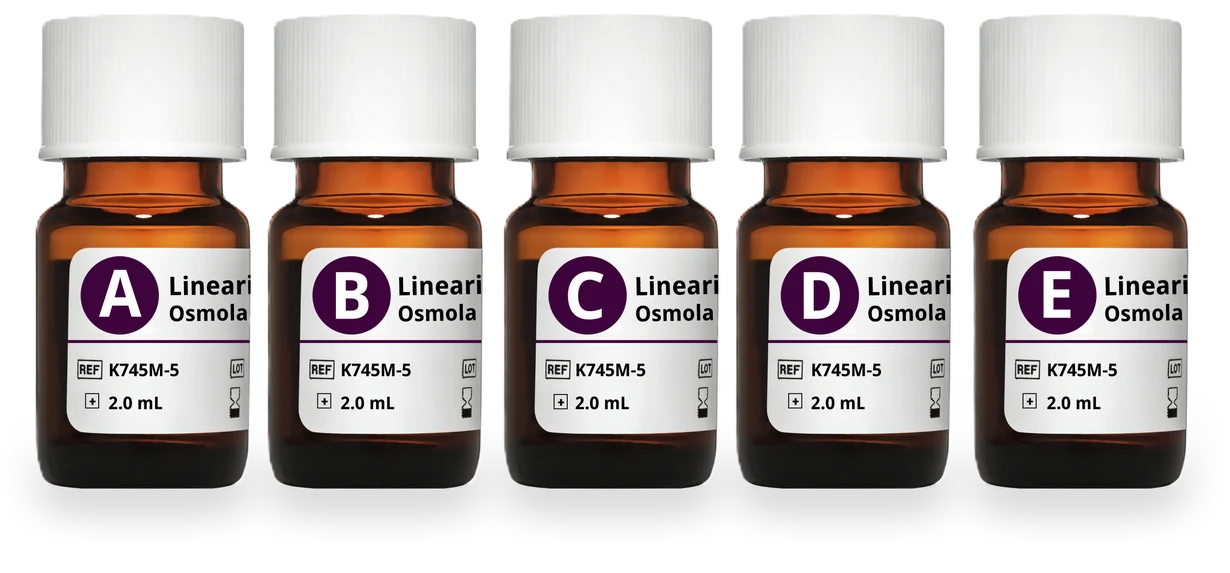 A
Lineari
Osmola
REF K745M-5
LOT
+ 2.0 mL
B
Lineari
Osmola
REF K745M-5
LOT
+ 2.0 mL
C
Lineari
Osmola
REF K745M-5
LOT
+ 2.0 mL
D
Lineari
Osmola
REF K745M-5
LOT
+ 2.0 mL
E
Lineari
Osmola
REF K745M-5
LOT
+ 2.0 mL